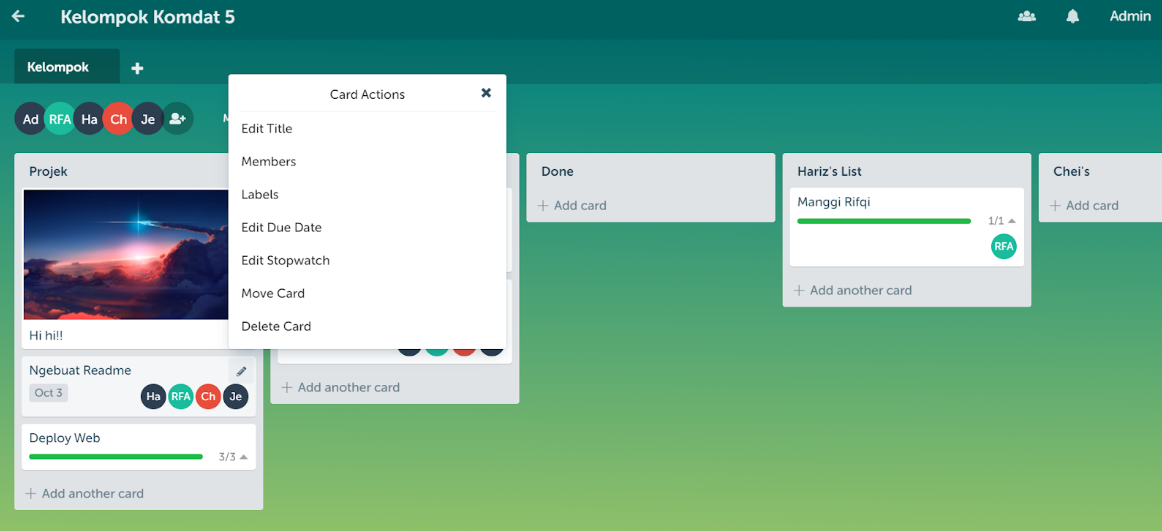 Kelompok Komdat 5
Admin
Kelompok
Ad RFA Ha Ch Je
Card Actions
Edit Title
Members
Labels
Edit Due Date
Edit Stopwatch
Move Card
Delete Card
Projek
Hi hi!!
Ngebuat Readme
Oct 3
Ha RFA Ch Je
Deploy Web
3/3
Add another card
Add another card
Done
Add card
Hariz's List
Manggi Rifqi
1/1
RFA
Add another card
Chei's
Add card